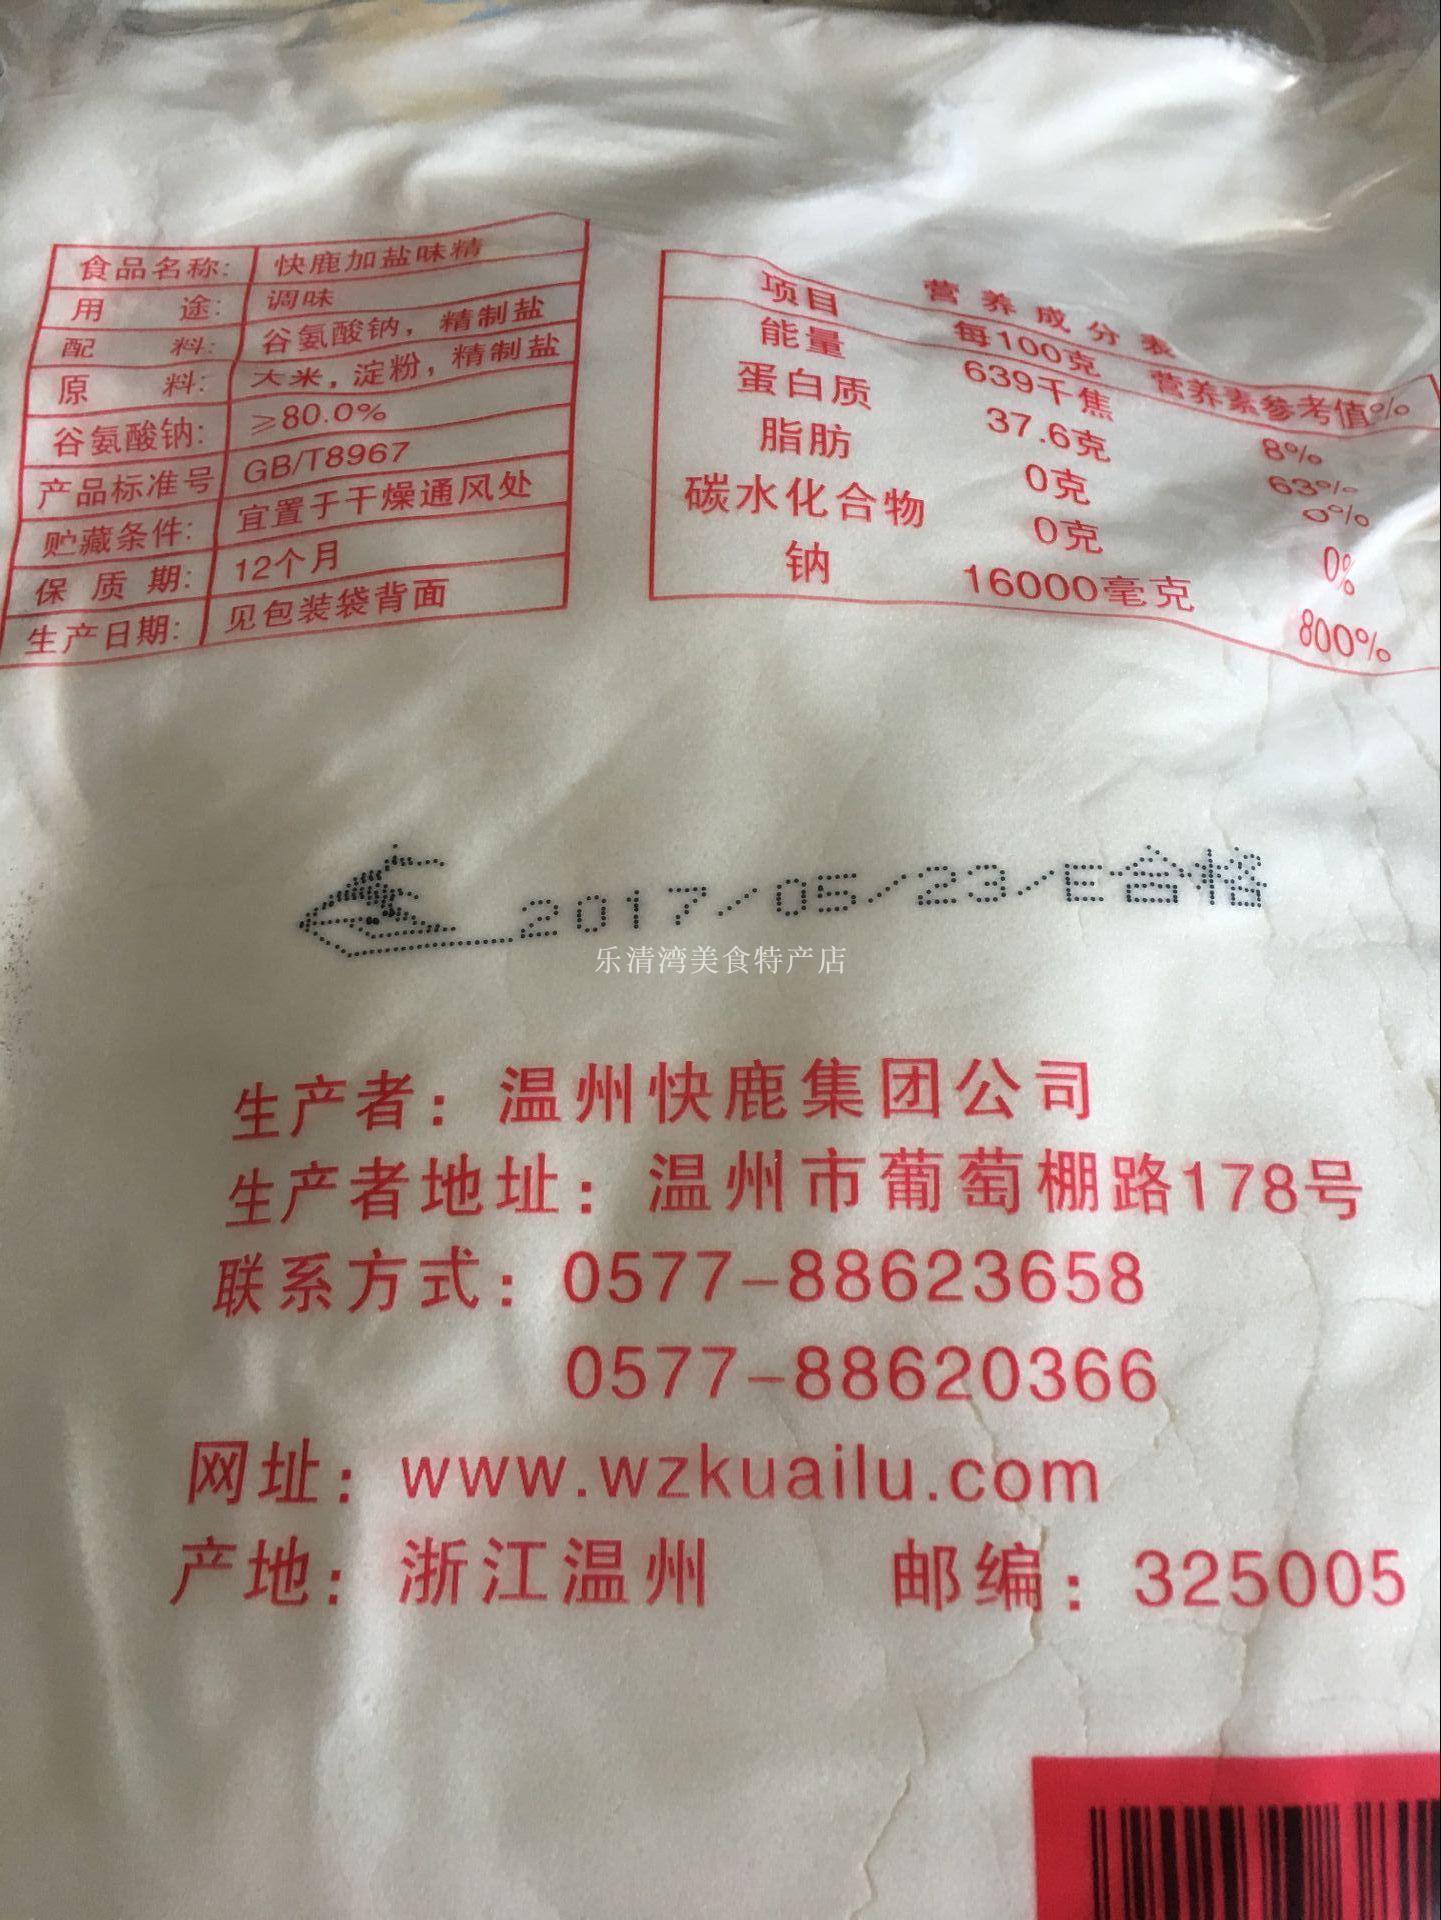 食品名称: 快鹿加盐味精
用 途: 调味
配 料: 谷氨酸钠，精制盐
原 料: 大米，淀粉，精制盐
谷氨酸钠: ≥80.0%
产品标准号 GB/T8967
贮藏条件: 宜置于干燥通风处
保 质 期: 12个月
生产日期: 见包装袋背面
营养成分表
项目 每100克 营养素参考值%
能量 639千焦 8%
蛋白质 37.6克 63%
脂肪 0克 0%
碳水化合物 0克 0%
钠 16000毫克 800%
2017/05/23/E合格
乐清湾美食特产店
生产者：温州快鹿集团公司
生产者地址：温州市葡萄棚路178号
联系方式：0577-88623658
0577-88620366
网址：www.wzkuailu.com
产地：浙江温州 邮编：325005